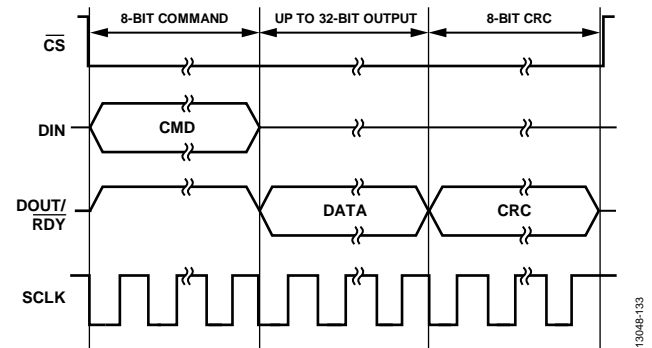 8-BIT COMMAND UP TO 32-BIT OUTPUT 8-BIT CRC
CS
DIN CMD
DOUT/
RDY
DATA CRC
SCLK
13048-133